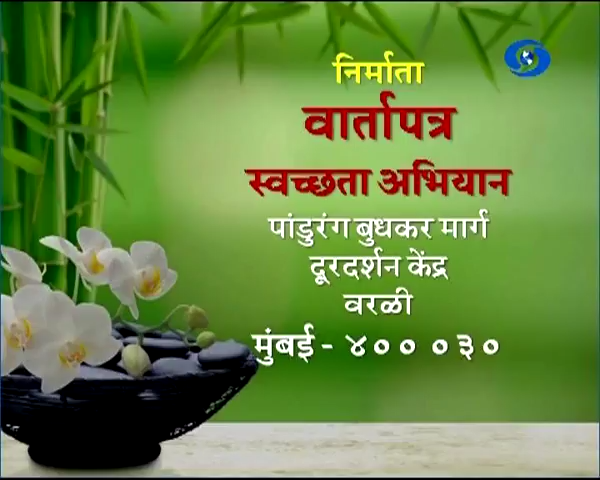 निर्माता
वार्तापत्र
स्वच्छता अभियान
पांडुरंग बुधकर मार्ग
दूरदर्शन केंद्र
वरळी
मुंबई - ४०० ०३०